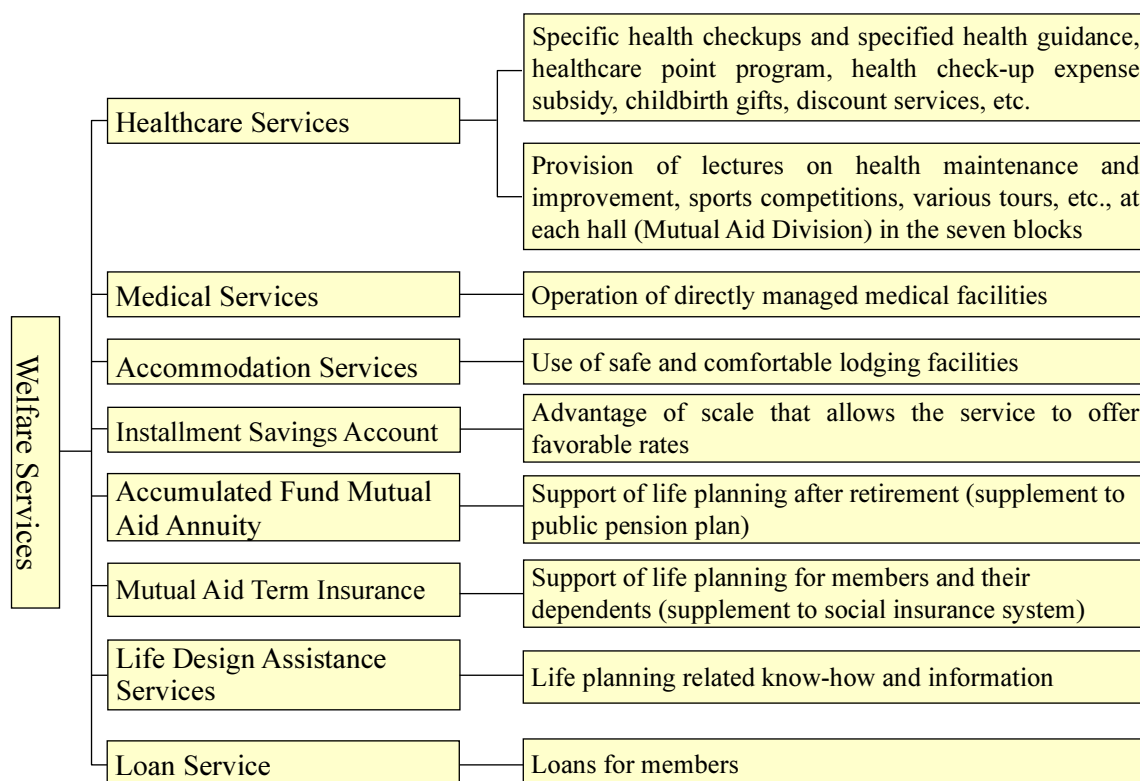 Welfare Services
Healthcare Services
Specific health checkups and specified health guidance,
healthcare point program, health check-up expense
subsidy, childbirth gifts, discount services, etc.
Provision of lectures on health maintenance and
improvement, sports competitions, various tours, etc., at
each hall (Mutual Aid Division) in the seven blocks
Medical Services
Operation of directly managed medical facilities
Accommodation Services
Use of safe and comfortable lodging facilities
Installment Savings Account
Advantage of scale that allows the service to offer
favorable rates
Accumulated Fund Mutual
Aid Annuity
Support of life planning after retirement (supplement to
public pension plan)
Mutual Aid Term Insurance
Support of life planning for members and their
dependents (supplement to social insurance system)
Life Design Assistance
Services
Life planning related know-how and information
Loan Service
Loans for members